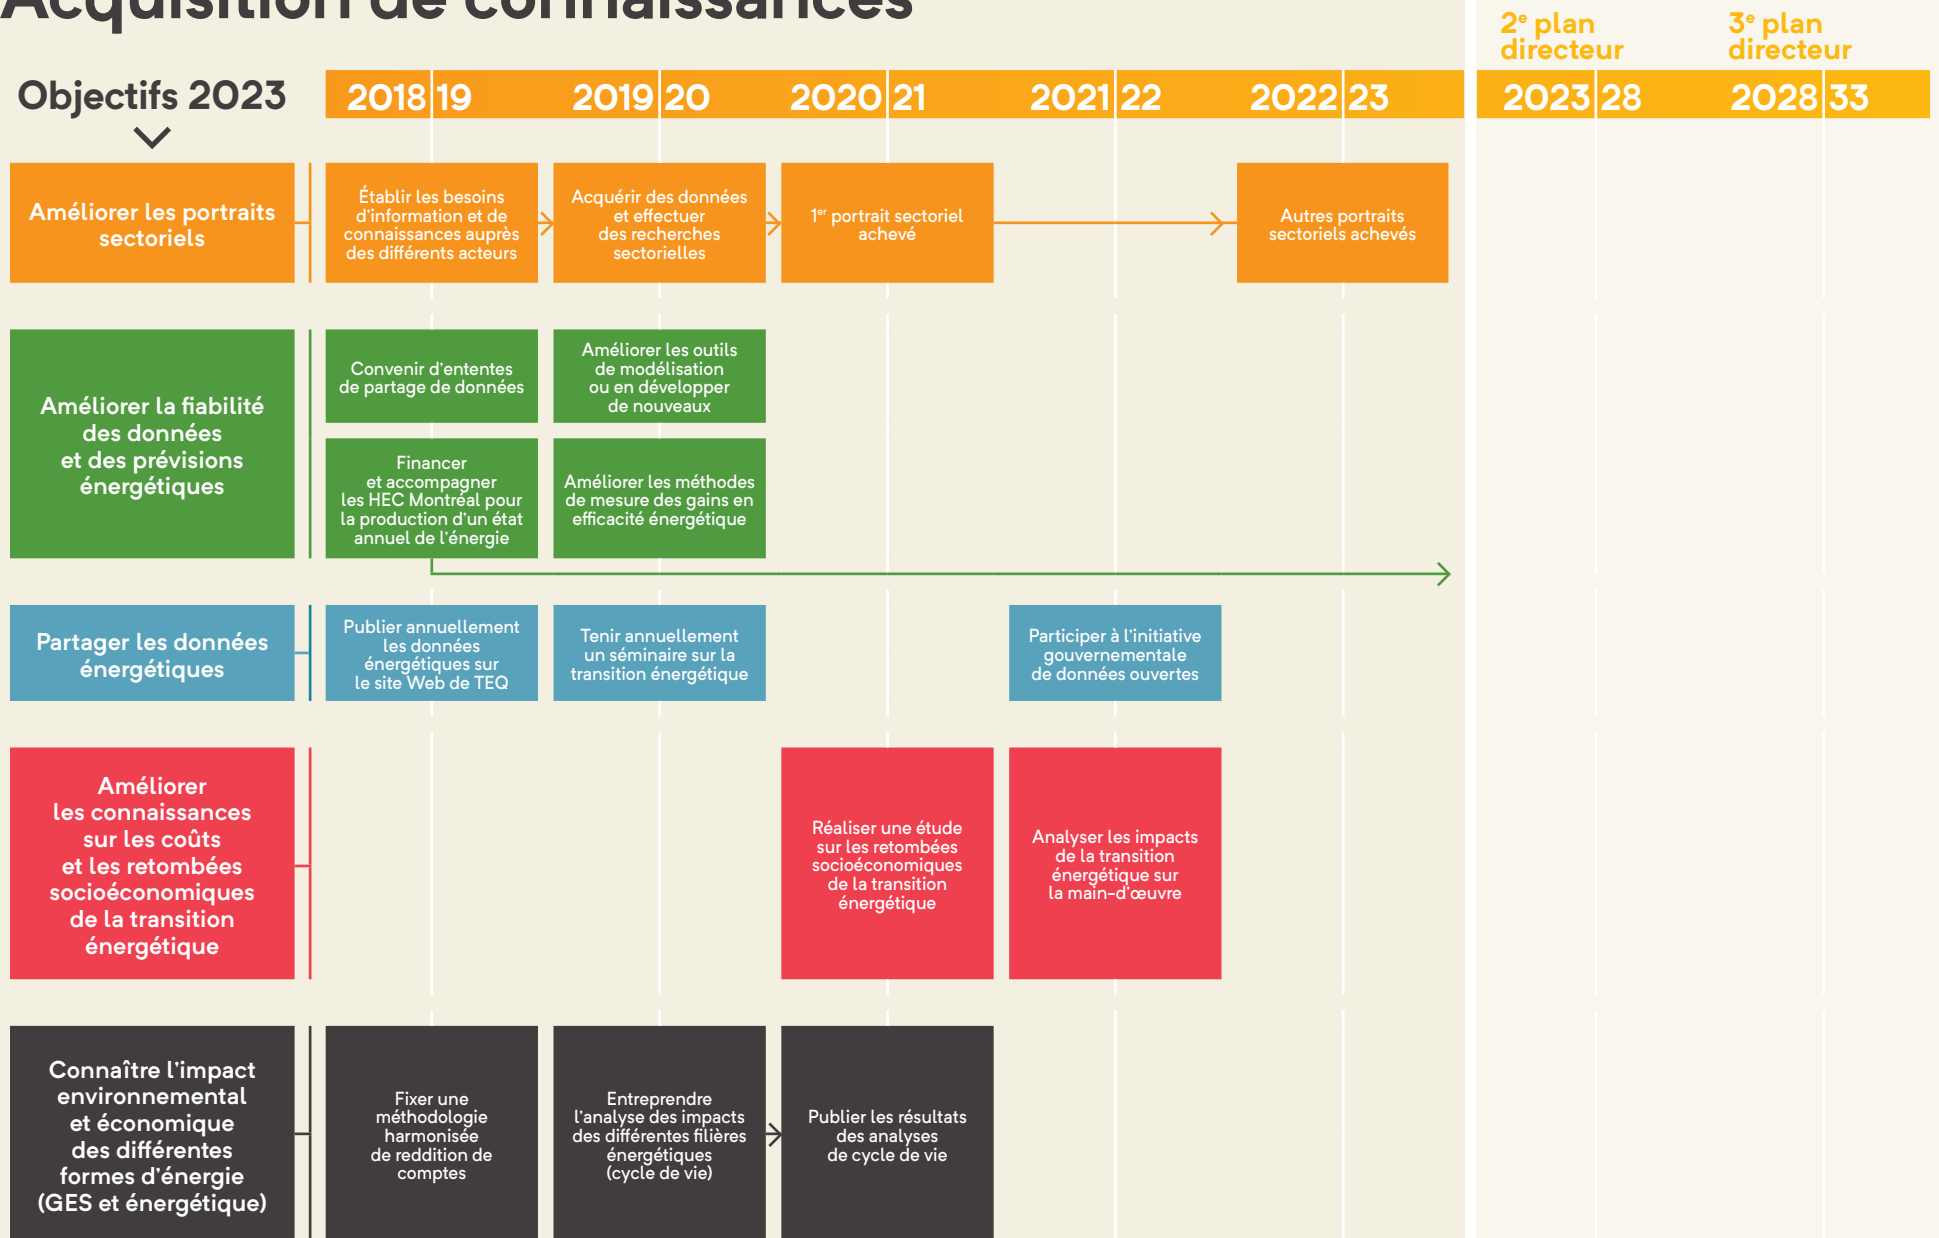 Acquisition de connaissances
2e plan
directeur
3e plan
directeur
Objectifs 2023
2018 19
2019 20
2020 21
2021 22
2022 23
2023 28
2028 33
Améliorer les portraits
sectoriels
Établir les besoins
d'information et de
connaissances auprès
des différents acteurs
Acquérir des données
et effectuer
des recherches
sectorielles
1er portrait sectoriel
achevé
Autres portraits
sectoriels achevés
Améliorer la fiabilité
des données
et des prévisions
énergétiques
Convenir d'ententes
de partage de données
Améliorer les outils
de modélisation
ou en développer
de nouveaux
Financer
et accompagner
les HEC Montréal pour
la production d'un état
annuel de l'énergie
Améliorer les méthodes
de mesure des gains en
efficacité énergétique
Partager les données
énergétiques
Publier annuellement
les données
énergétiques sur
le site Web de TEQ
Tenir annuellement
un séminaire sur la
transition énergétique
Participer à l'initiative
gouvernementale
de données ouvertes
Améliorer
les connaissances
sur les coûts
et les retombées
socioéconomiques
de la transition
énergétique
Réaliser une étude
sur les retombées
socioéconomiques
de la transition
énergétique
Analyser les impacts
de la transition
énergétique sur
la main-d'œuvre
Connaître l'impact
environnemental
et économique
des différentes
formes d'énergie
(GES et énergétique)
Fixer une
méthodologie
harmonisée
de reddition de
comptes
Entreprendre
l'analyse des impacts
des différentes filières
énergétiques
(cycle de vie)
Publier les résultats
des analyses
de cycle de vie